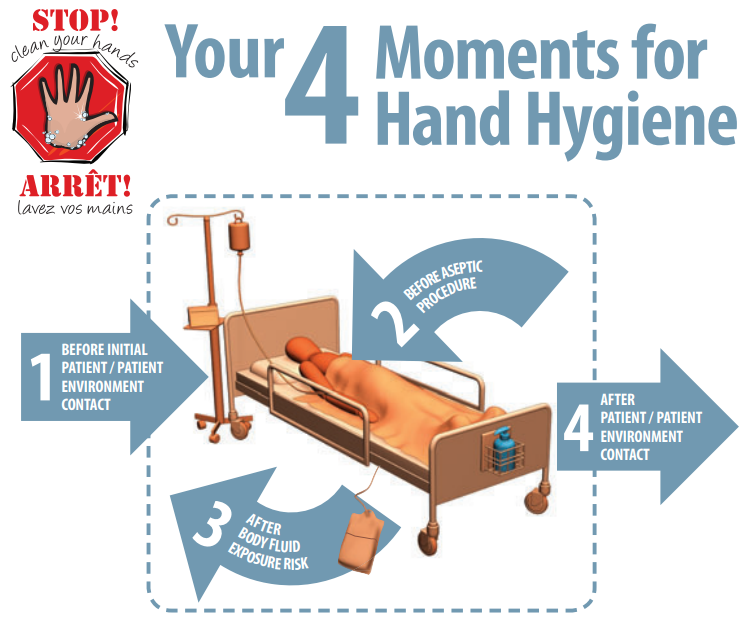 STOP!
clean your hands
ARRÊT!
lavez vos mains
Your 4 Moments for
Hand Hygiene
1
BEFORE INITIAL
PATIENT / PATIENT
ENVIRONMENT
CONTACT
2
BEFORE ASEPTIC
PROCEDURE
3
AFTER
BODY FLUID
EXPOSURE RISK
4
AFTER
PATIENT / PATIENT
ENVIRONMENT
CONTACT